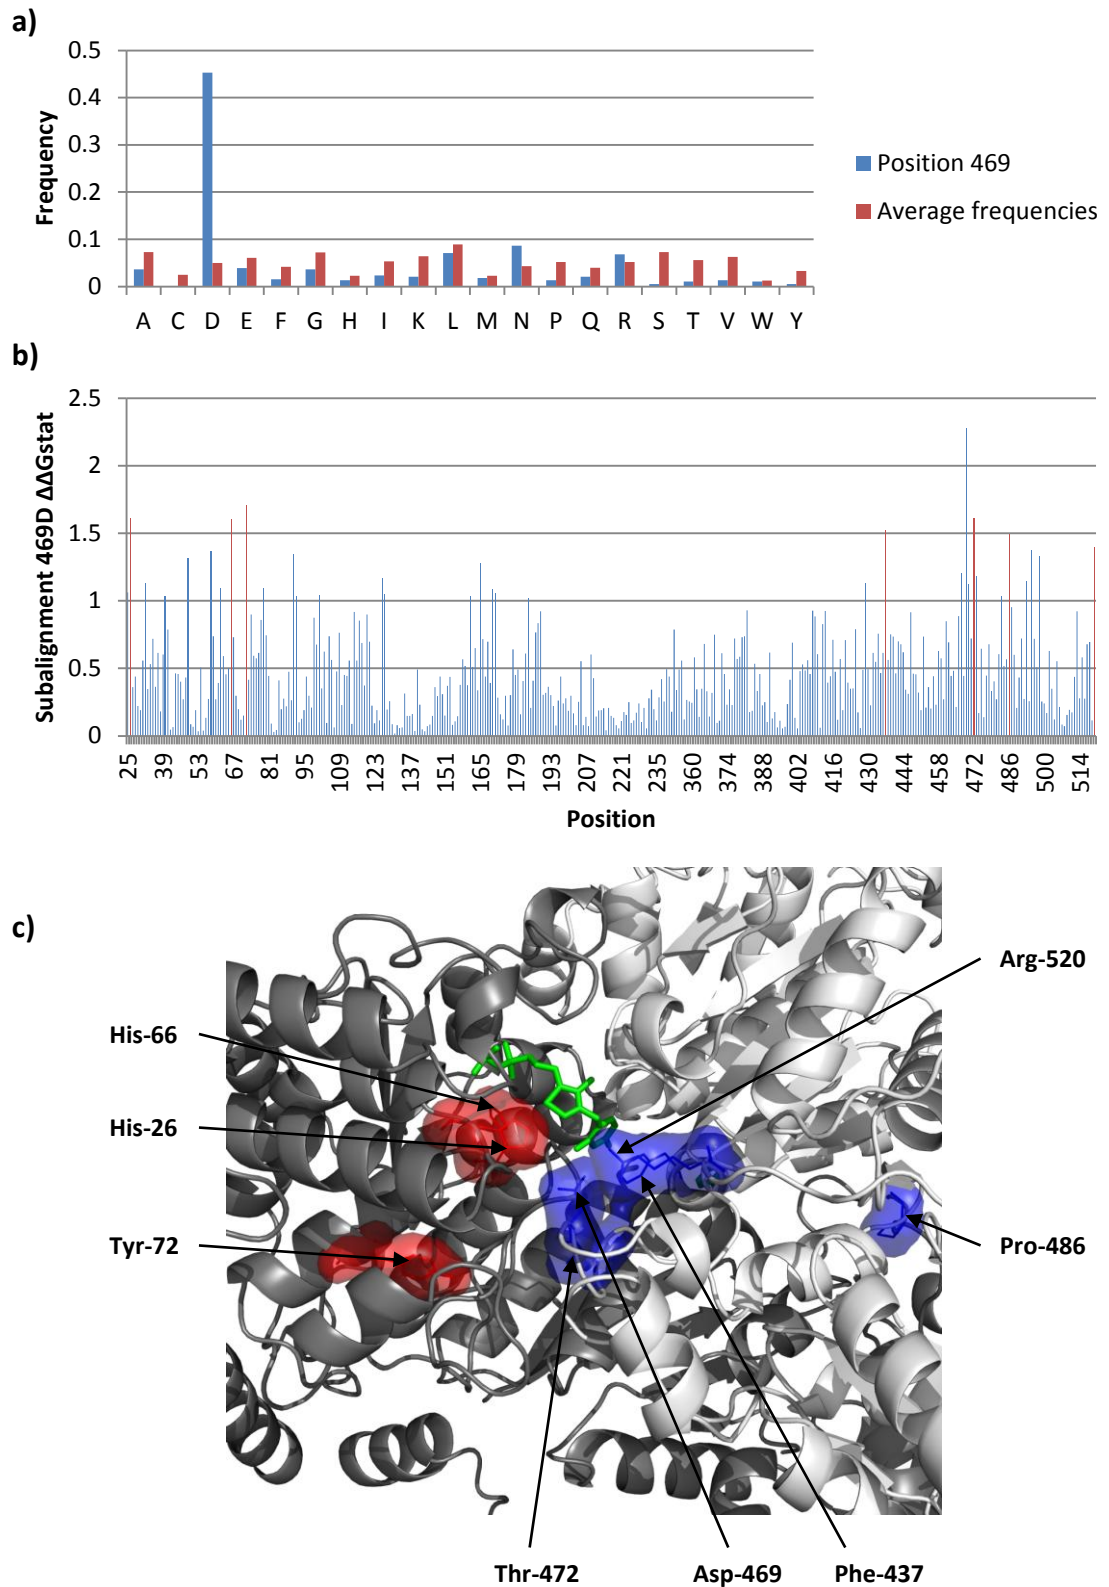 a)
0.5
0.4
0.3
0.2
0.1
0
Frequency
A C D E F G H I K L M N P Q R S T V W Y
Position 469
Average frequencies
b)
2.5
2
1.5
1
0.5
0
Subalignment 469D ΔΔGstat
25 39 53 67 81 95 109 123 137 151 165 179 193 207 221 235 360 374 388 402 416 430 444 458 472 486 500 514
Position
c)
Arg-520
His-66
His-26
Tyr-72
Pro-486
Thr-472 Asp-469 Phe-437